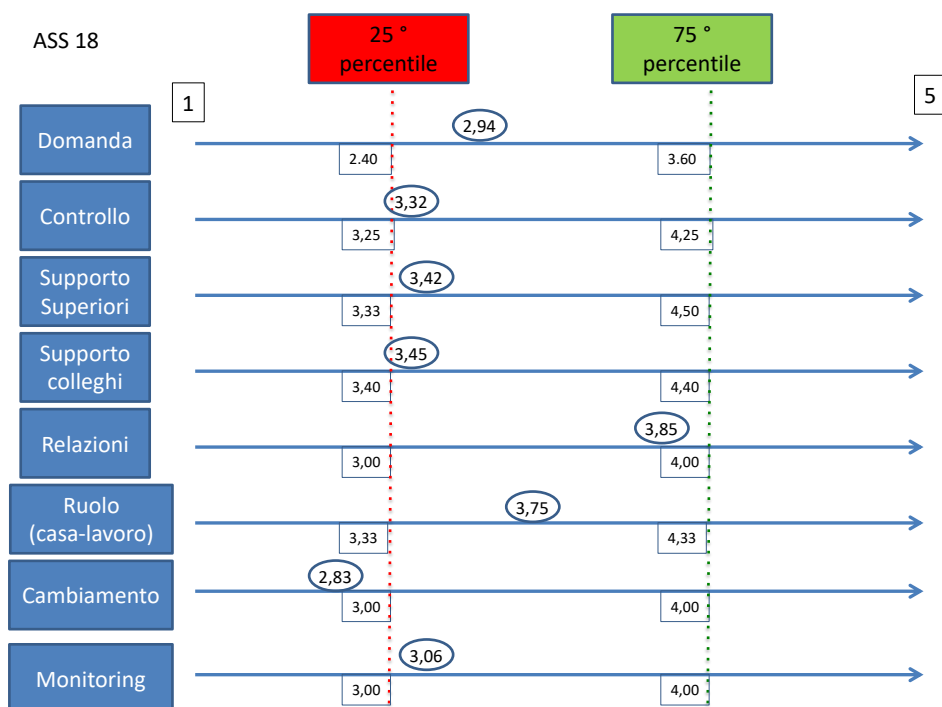 ASS 18
25 °
percentile
75 °
percentile
1
5
Domanda
2,94
2.40
3.60
Controllo
3,32
3,25
4,25
Supporto
Superiori
3,42
3,33
4,50
Supporto
colleghi
3,45
3,40
4,40
Relazioni
3,85
3,00
4,00
Ruolo
(casa-lavoro)
3,75
3,33
4,33
Cambiamento
2,83
3,00
4,00
Monitoring
3,06
3,00
4,00